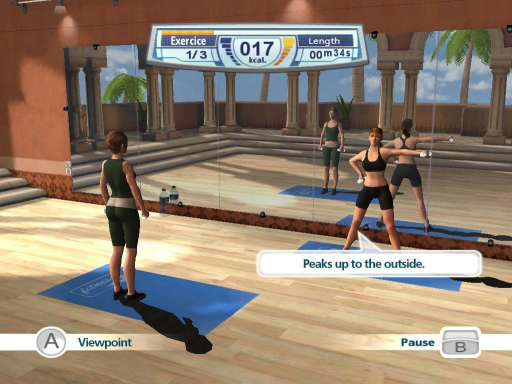 Exercice
1/3
017
kcal.
Length
00m34s
Peaks up to the outside.
A Viewpoint
Pause B